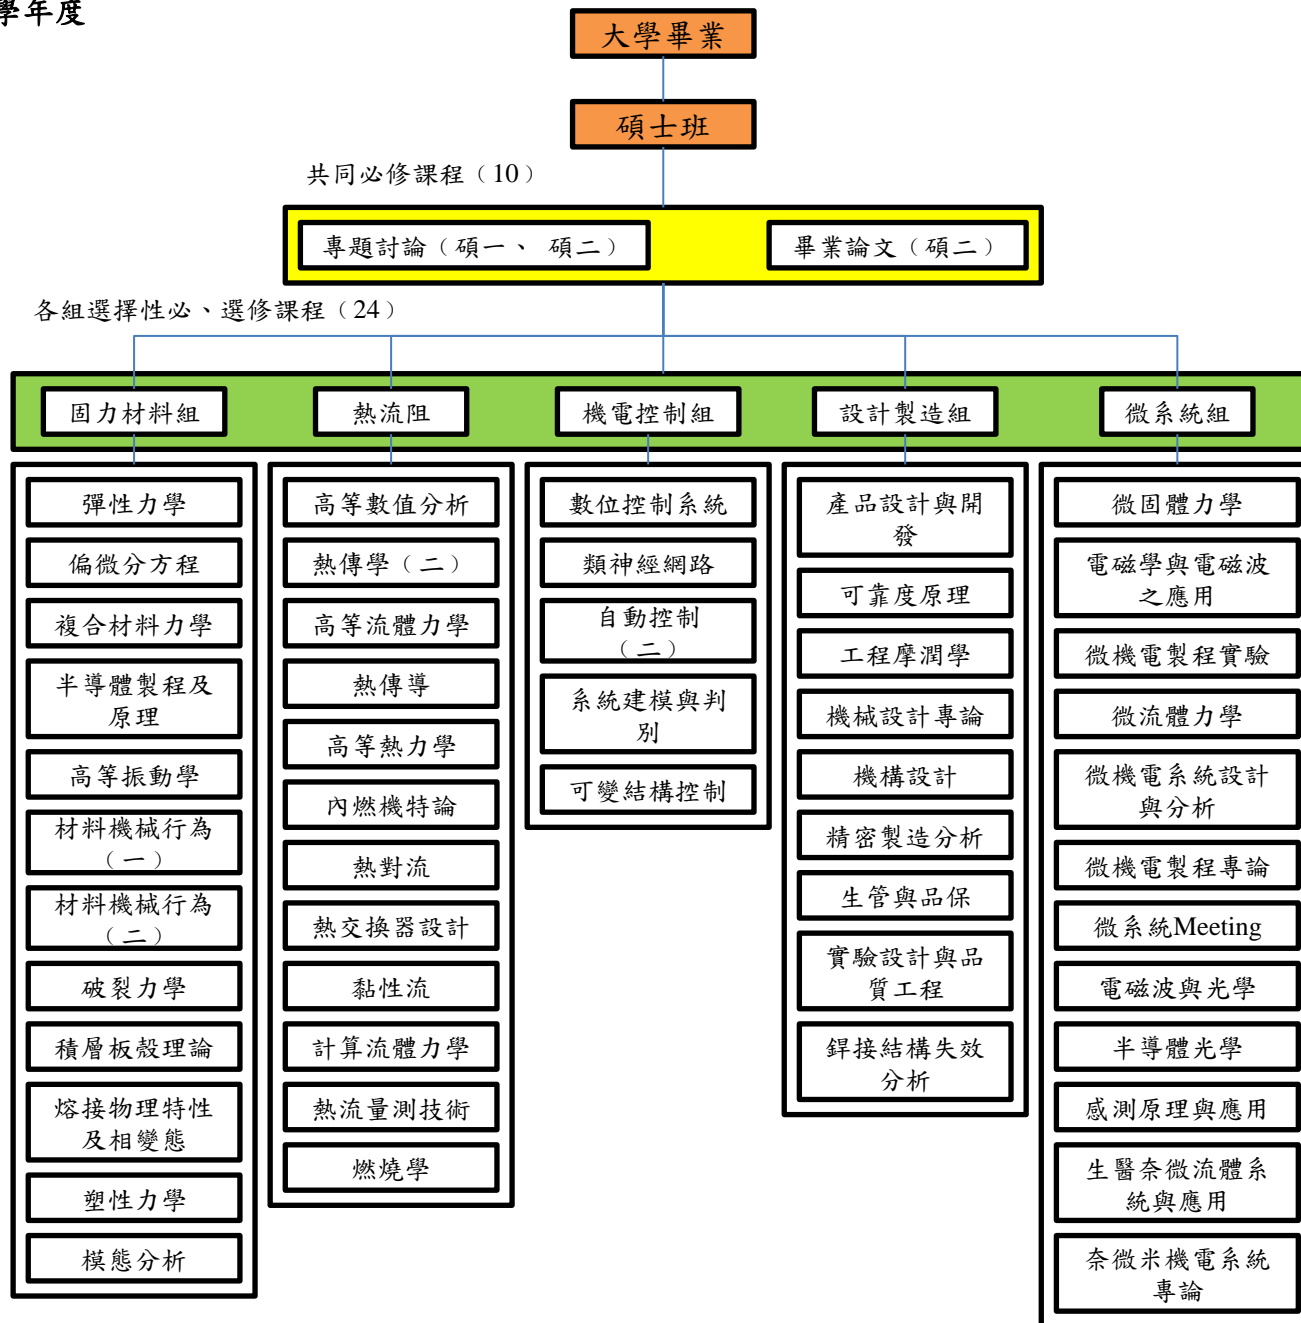 學年度
大學畢業
碩士班
共同必修課程（10）
專題討論（碩一、 碩二）
畢業論文（碩二）
各組選擇性必、選修課程（24）
固力材料組
熱流阻
機電控制組
設計製造組
微系統組
彈性力學
偏微分方程
複合材料力學
半導體製程及
原理
高等振動學
材料機械行為
（一）
材料機械行為
（二）
破裂力學
積層板殼理論
熔接物理特性
及相變態
塑性力學
模態分析
高等數值分析
熱傳學（二）
高等流體力學
熱傳導
高等熱力學
內燃機特論
熱對流
熱交換器設計
黏性流
計算流體力學
熱流量測技術
燃燒學
數位控制系統
類神經網路
自動控制
（二）
系統建模與判
別
可變結構控制
產品設計與開
發
可靠度原理
工程摩潤學
機械設計專論
機構設計
精密製造分析
生管與品保
實驗設計與品
質工程
銲接結構失效
分析
微固體力學
電磁學與電磁波
之應用
微機電製程實驗
微流體力學
微機電系統設計
與分析
微機電製程專論
微系統Meeting
電磁波與光學
半導體光學
感測原理與應用
生醫奈微流體系
統與應用
奈微米機電系統
專論